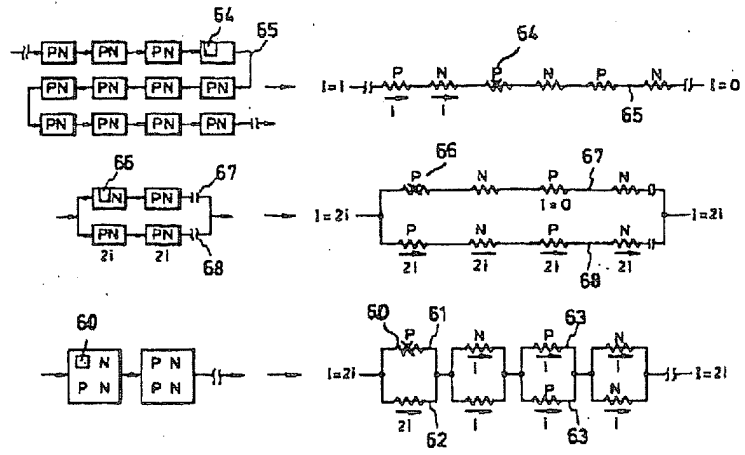 64
65
PN PN PN
PN PN PN PN
PN PN PN PN
64
P N P N P N
I=i I=0
i i
65
66
67
N PN
PN PN
2i 2i
68
66
67
P N P N
I=0
I=2i I=2i
P N P N
2i 2i 2i 2i
68
60
N P N
P N P N
60 61 63
P N P N
i i i
I=2i I=2i
P N
2i i i i
62 63